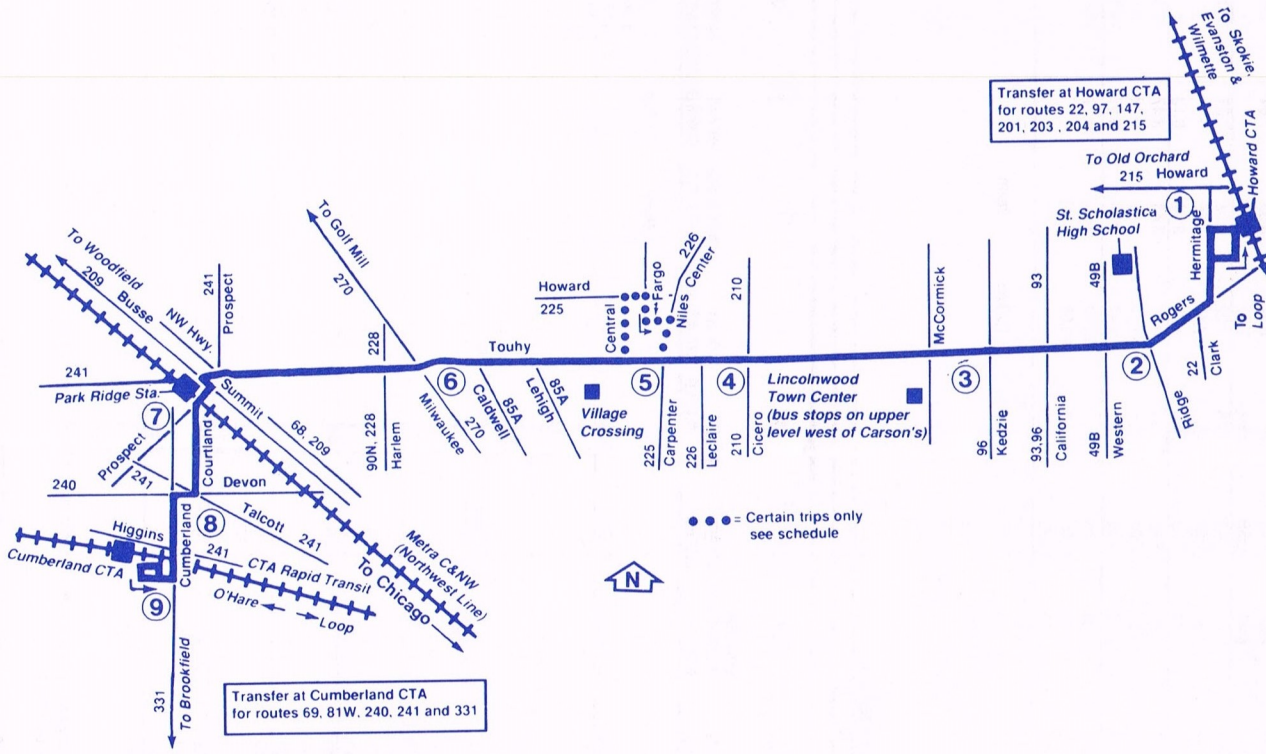 To Skokie,
Evanston &
Wilmette
Howard CTA
Transfer at Howard CTA
for routes 22, 97, 147,
201, 203, 204 and 215
To Old Orchard
215 Howard
1
St. Scholastica
High School
Hermitage
To Loop
Rogers
22
Clark
2
Ridge
49B
49B
Western
93
93,96
California
96
Kedzie
3
McCormick
Lincolnwood
Town Center
(bus stops on upper
level west of Carson's)
4
210
210
Cicero
226
Niles Center
Fargo
Howard
225
Central
5
225
Carpenter
226
Leclaire
Village
Crossing
Touhy
85A
Lehigh
85A
Caldwell
6
270
Milwaukee
To Golf Mill
270
228
90N, 228
Harlem
241
Prospect
To Woodfield
209
Busse
NW Hwy.
Summit
68, 209
241
Park Ridge Sta.
7
Courtland
Prospect
241
240
Devon
8
Talcott
241
Cumberland
Higgins
241
Cumberland CTA
CTA Rapid Transit
O'Hare
Loop
9
Metra C&NW
(Northwest Line)
To Chicago
331
To Brookfield
= Certain trips only
see schedule
N
Transfer at Cumberland CTA
for routes 69, 81W, 240, 241 and 331